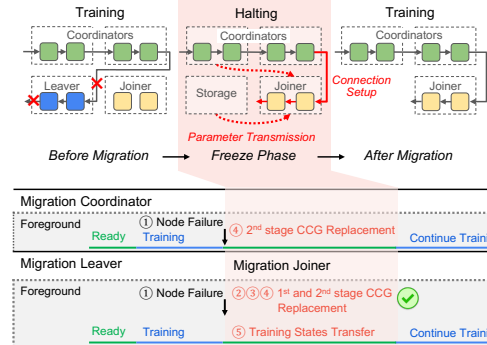 Training
Halting
Training
Coordinators
Coordinators
Coordinators
Leaver
Joiner
Storage
Joiner
Joiner
Connection
Setup
Parameter Transmission
Before Migration
Freeze Phase
After Migration
Migration Coordinator
Foreground
① Node Failure
④ 2nd stage CCG Replacement
Ready
Training
Continue Traini
Migration Leaver
Migration Joiner
Foreground
① Node Failure
②③④ 1st and 2nd stage CCG
Replacement
⑤ Training States Transfer
Ready
Training
Continue Traini